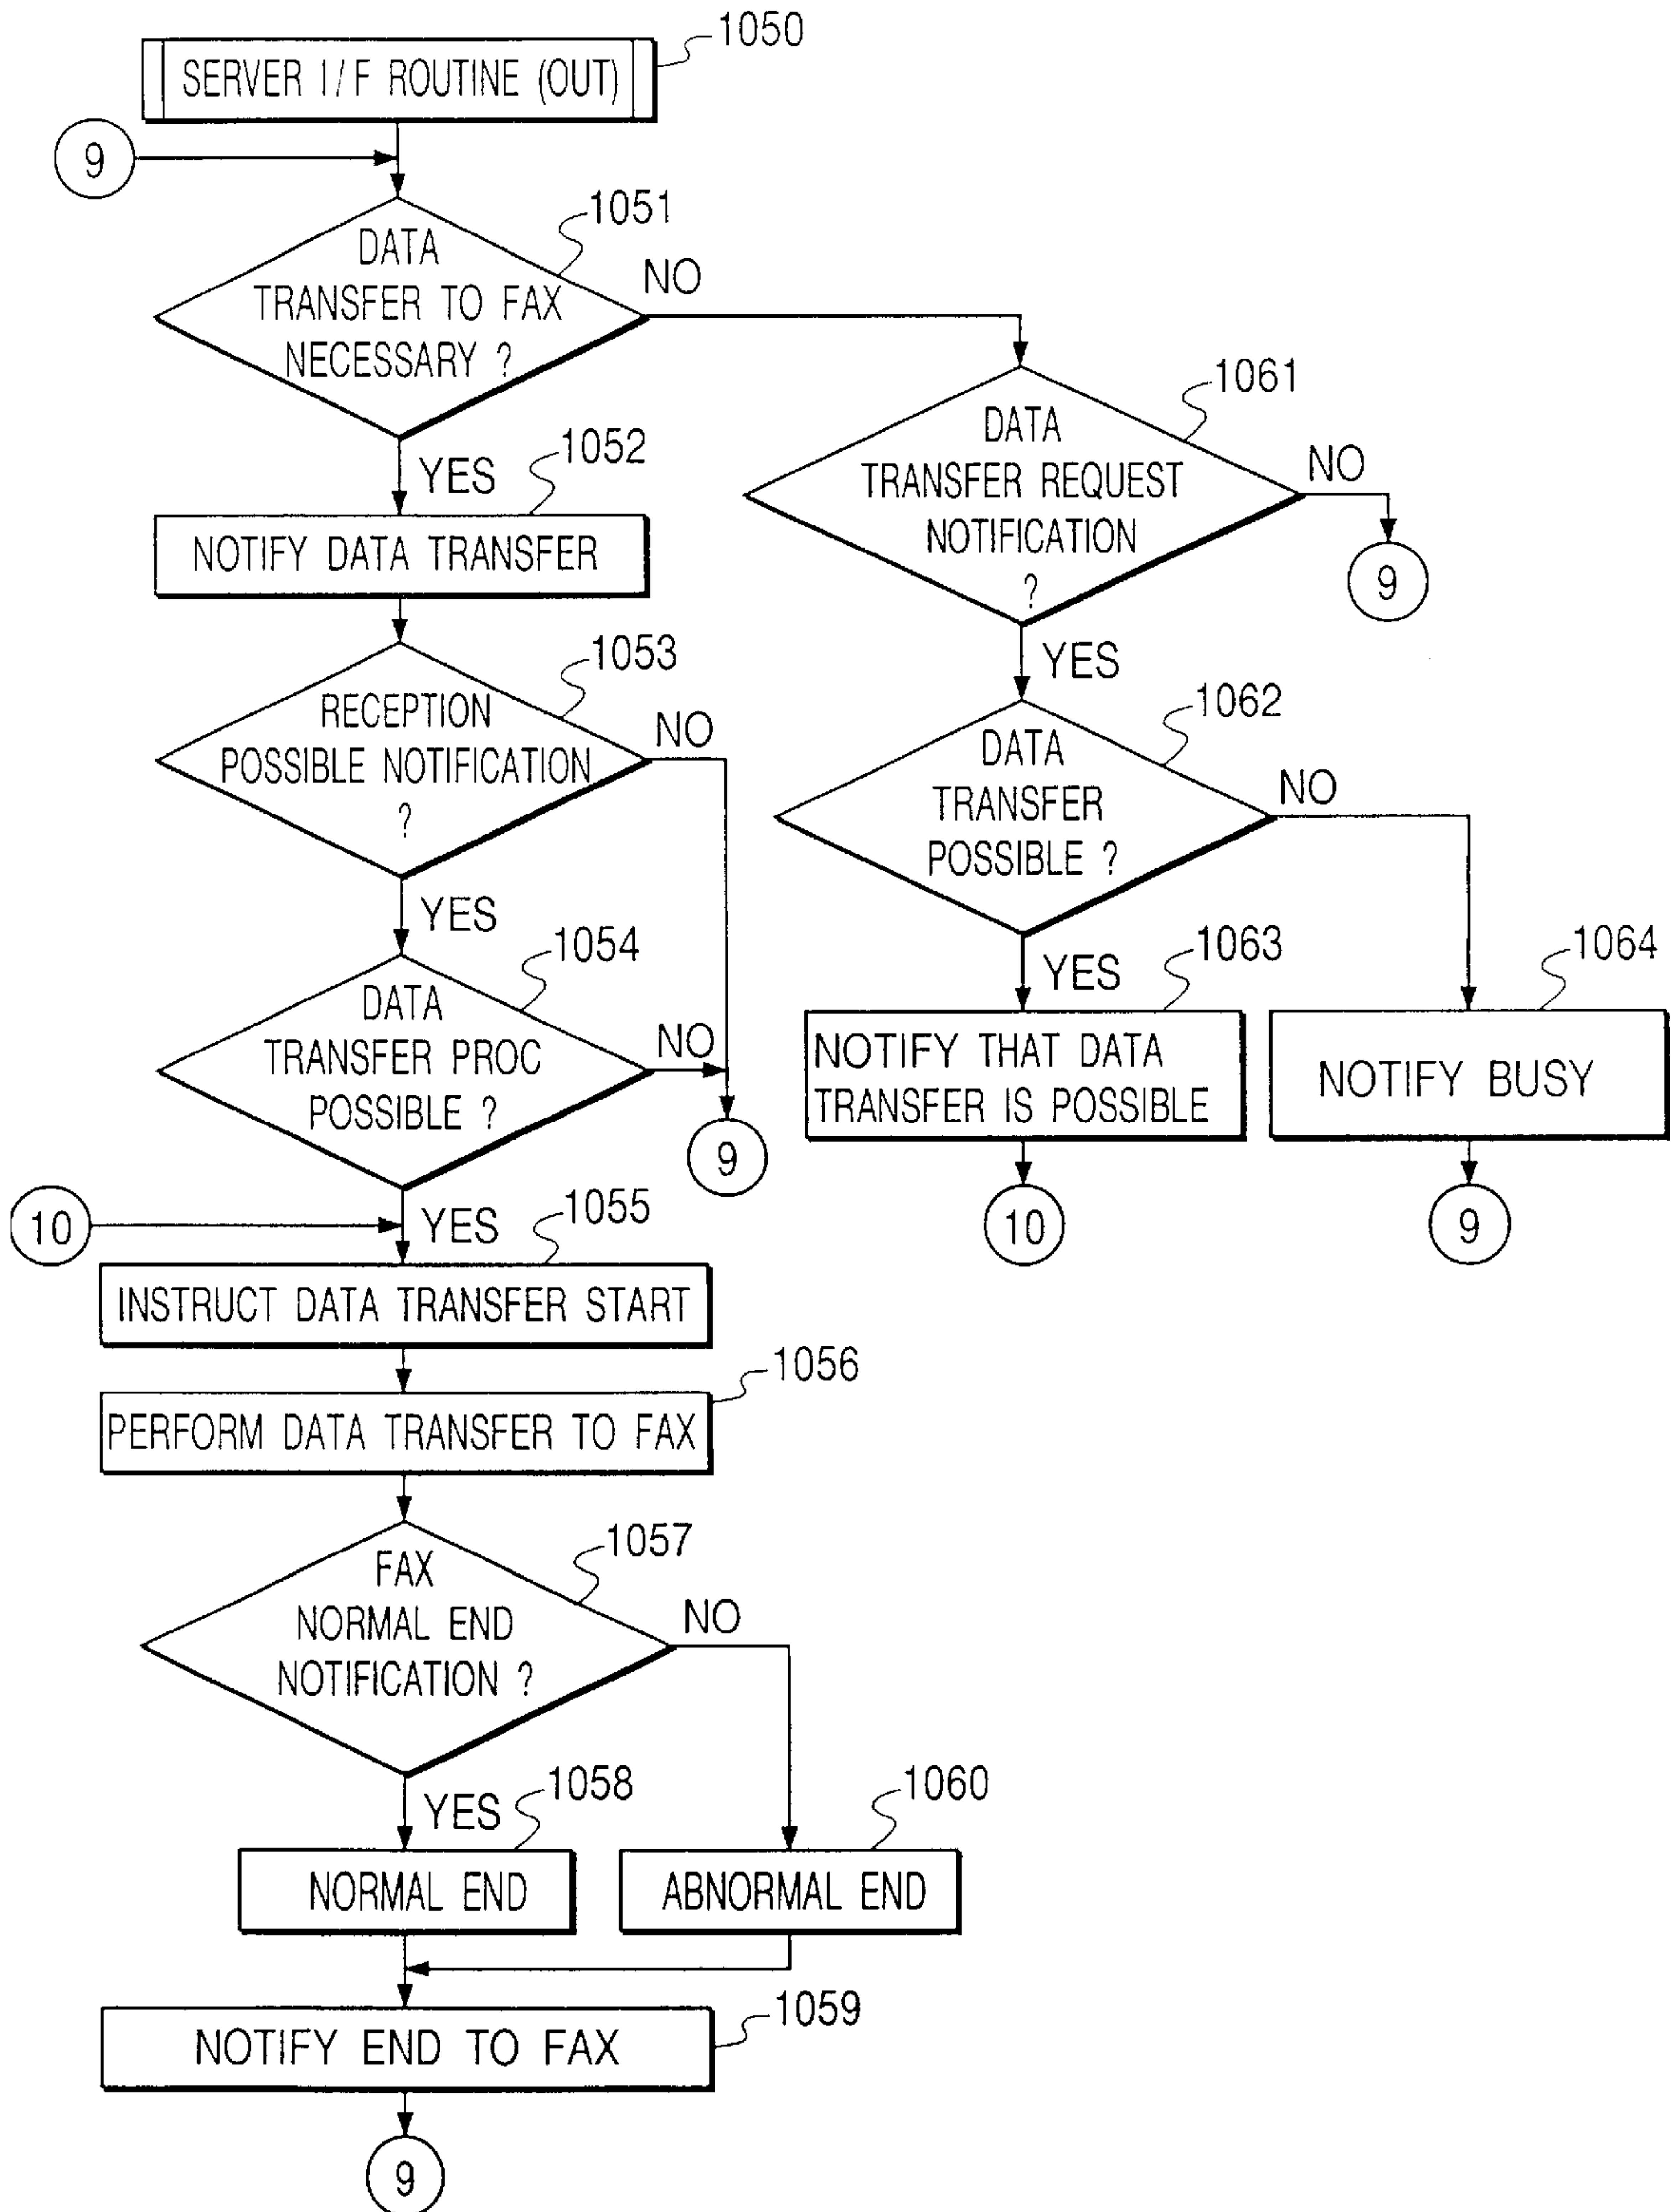 1050
SERVER I/F ROUTINE (OUT)
9
1051
DATA
TRANSFER TO FAX
NECESSARY ?
NO
YES
1052
NOTIFY DATA TRANSFER
1053
RECEPTION
POSSIBLE NOTIFICATION
?
NO
YES
1054
DATA
TRANSFER PROC
POSSIBLE ?
NO
9
10
YES
1055
INSTRUCT DATA TRANSFER START
1056
PERFORM DATA TRANSFER TO FAX
1057
FAX
NORMAL END
NOTIFICATION ?
NO
YES
1058
NORMAL END
1060
ABNORMAL END
1059
NOTIFY END TO FAX
9
1061
DATA
TRANSFER REQUEST
NOTIFICATION
?
NO
9
YES
1062
DATA
TRANSFER
POSSIBLE ?
NO
YES
1063
NOTIFY THAT DATA
TRANSFER IS POSSIBLE
10
1064
NOTIFY BUSY
9